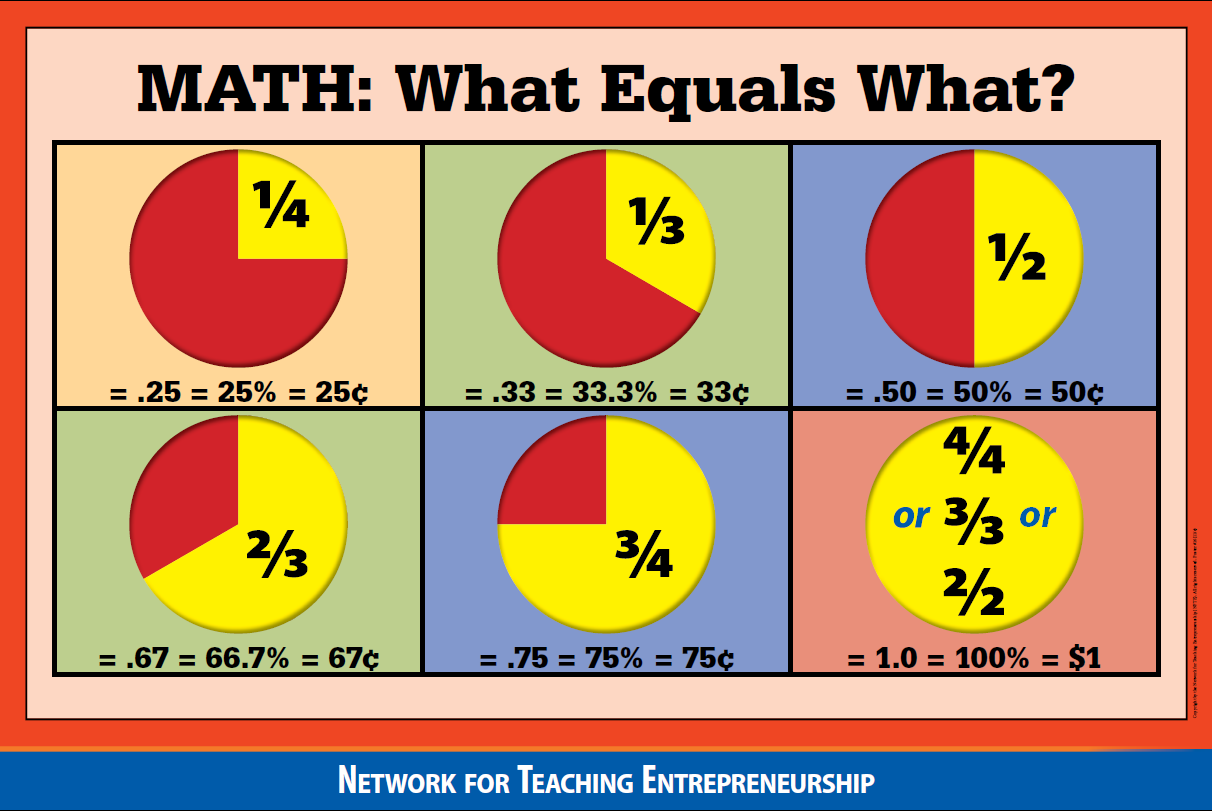 MATH: What Equals What?
¼
⅓
½
= .25 = 25% = 25¢
= .33 = 33.3% = 33¢
= .50 = 50% = 50¢
⅔
¾
4/4
or 3/3 or
2/2
= .67 = 66.7% = 67¢
= .75 = 75% = 75¢
= 1.0 = 100% = $1
NETWORK FOR TEACHING ENTREPRENEURSHIP